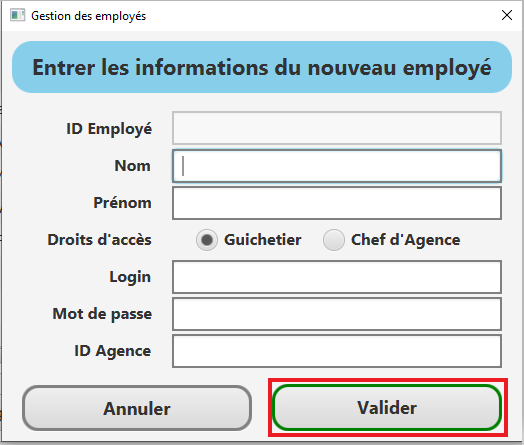 Gestion des employés
Entrer les informations du nouveau employé
ID Employé
Nom
Prénom
Droits d'accès Guichetier Chef d'Agence
Login
Mot de passe
ID Agence
Annuler Valider